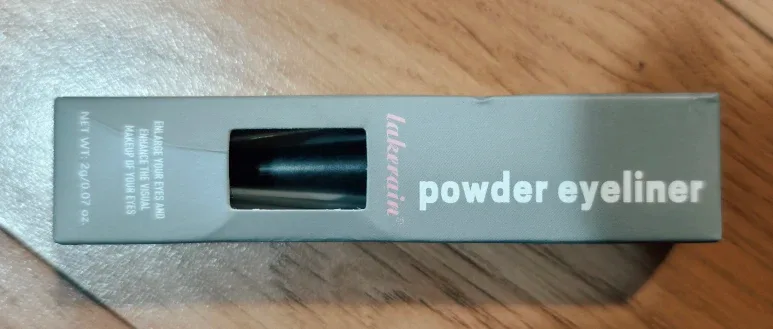 powder eyeliner
lakerain®
ENLARGE YOUR EYES AND
ENHANCE THE VISUAL
MAKEUP OF YOUR EYES
NET WT: 2g/0.07 oz.